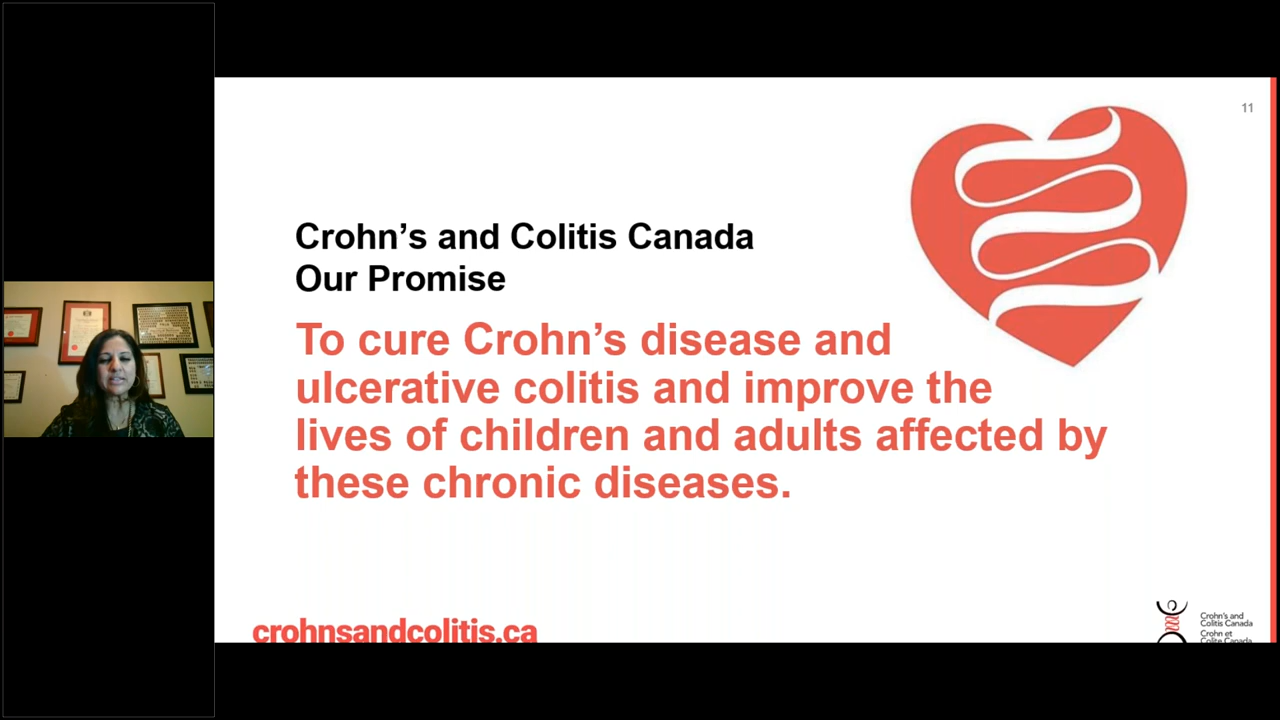 11
Crohn’s and Colitis Canada
Our Promise
To cure Crohn’s disease and
ulcerative colitis and improve the
lives of children and adults affected by
these chronic diseases.
crohnsandcolitis.ca
Crohn's and
Colitis Canada
Crohn et
Colite Canada